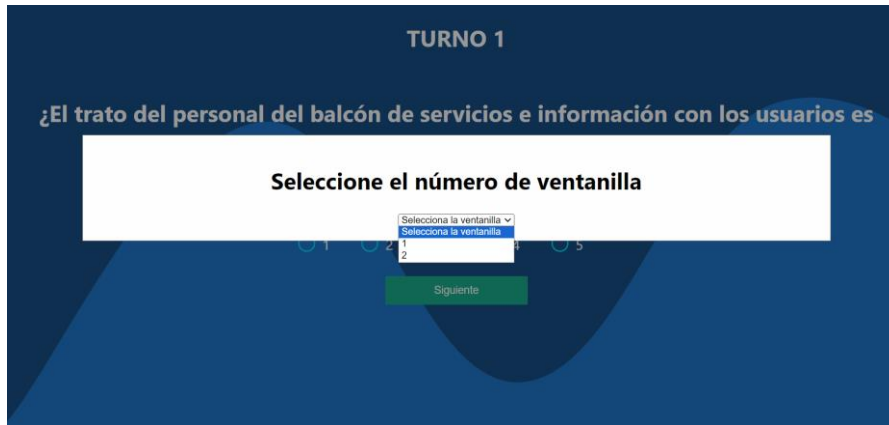 TURNO 1
¿El trato del personal del balcón de servicios e información con los usuarios es
Seleccione el número de ventanilla
Selecciona la ventanilla
Selecciona la ventanilla
1
2
1 2 4 5
Siguiente